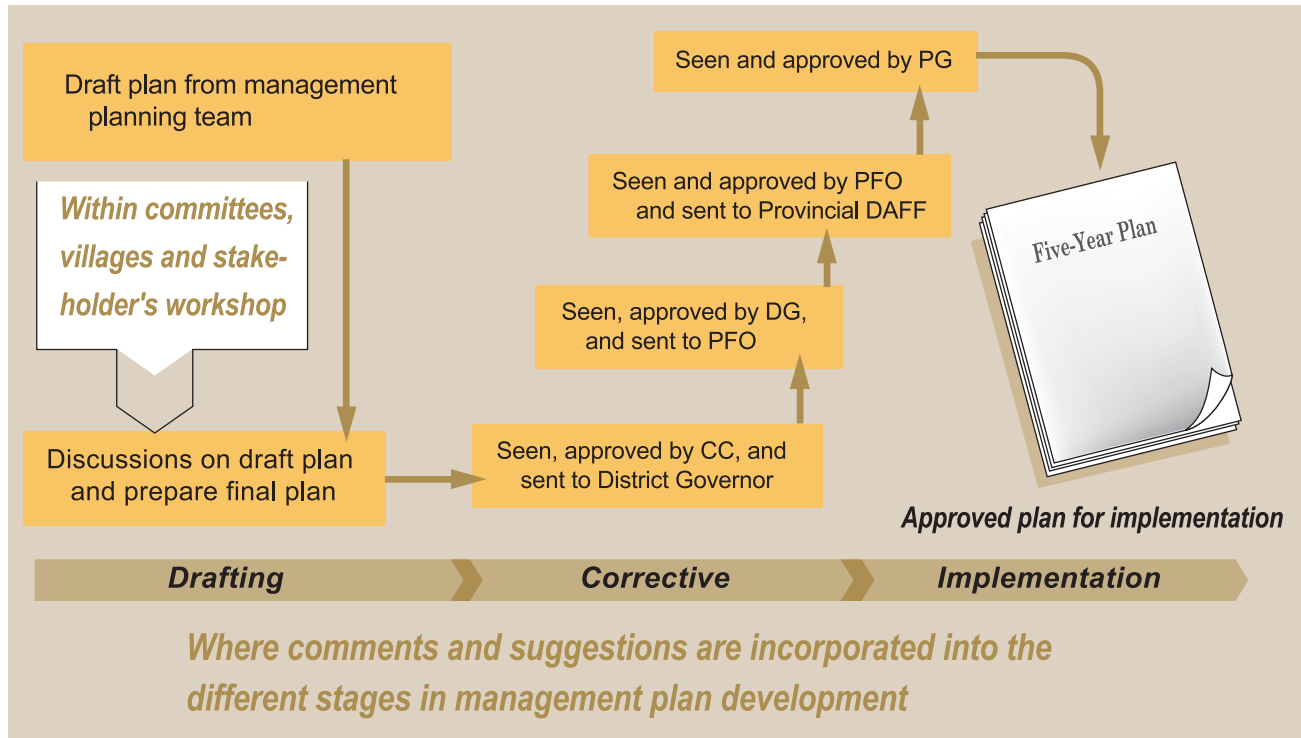 Draft plan from management
planning team
Within committees,
villages and stake-
holder's workshop
Discussions on draft plan
and prepare final plan
Seen, approved by CC, and
sent to District Governor
Seen, approved by DG,
and sent to PFO
Seen and approved by PFO
and sent to Provincial DAFF
Seen and approved by PG
Five-Year Plan
Approved plan for implementation
Drafting
Corrective
Implementation
Where comments and suggestions are incorporated into the
different stages in management plan development